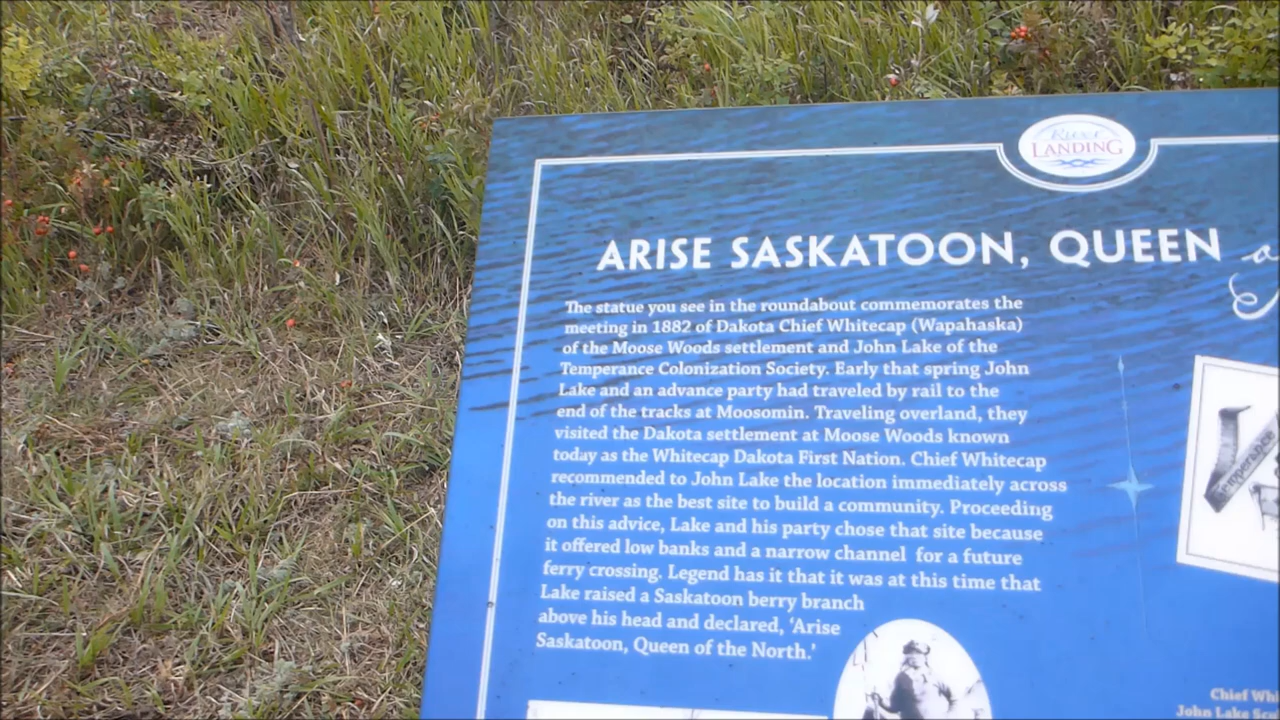 River
LANDING
ARISE SASKATOON, QUEEN
The statue you see in the roundabout commemorates the
meeting in 1882 of Dakota Chief Whitecap (Wapahaska)
of the Moose Woods settlement and John Lake of the
Temperance Colonization Society. Early that spring John
Lake and an advance party had traveled by rail to the
end of the tracks at Moosomin. Traveling overland, they
visited the Dakota settlement at Moose Woods known
today as the Whitecap Dakota First Nation. Chief Whitecap
recommended to John Lake the location immediately across
the river as the best site to build a community. Proceeding
on this advice, Lake and his party chose that site because
it offered low banks and a narrow channel for a future
ferry crossing. Legend has it that it was at this time that
Lake raised a Saskatoon berry branch
above his head and declared, 'Arise
Saskatoon, Queen of the North.'
Temperance
Chief Whi
John Lake